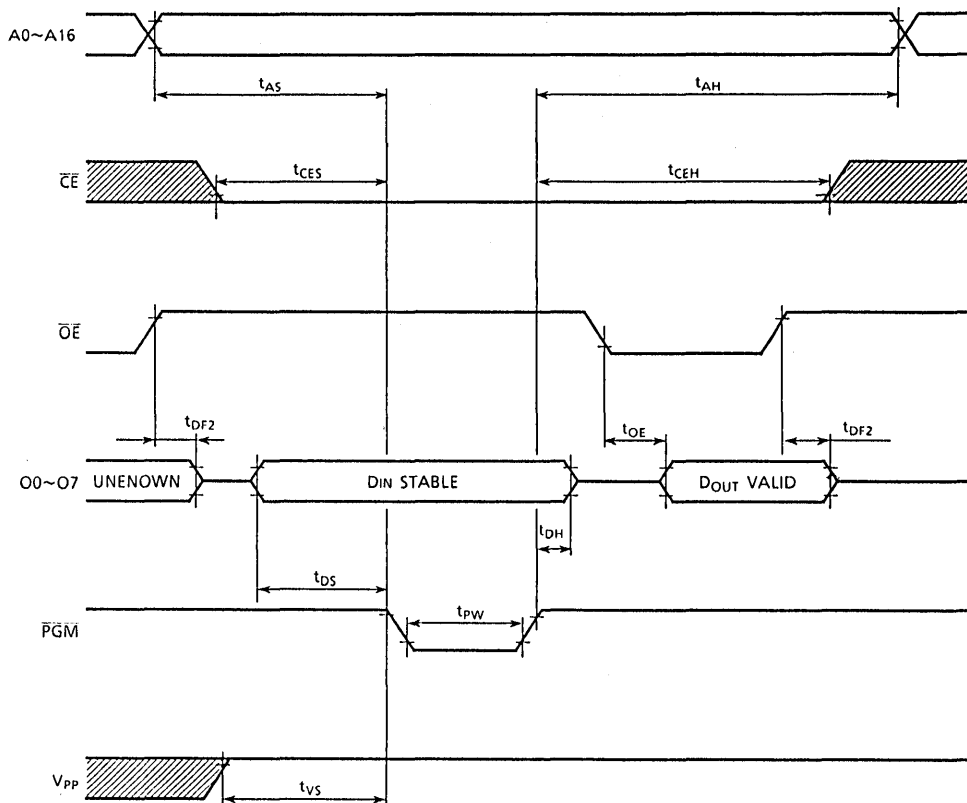 A0~A16
tAS
tAH
CE
tCES
tCEH
OE
tDF2
tOE
tDF2
O0~O7
UNENOWN
DIN STABLE
DOUT VALID
tDH
tDS
PGM
tPW
VPP
tVS